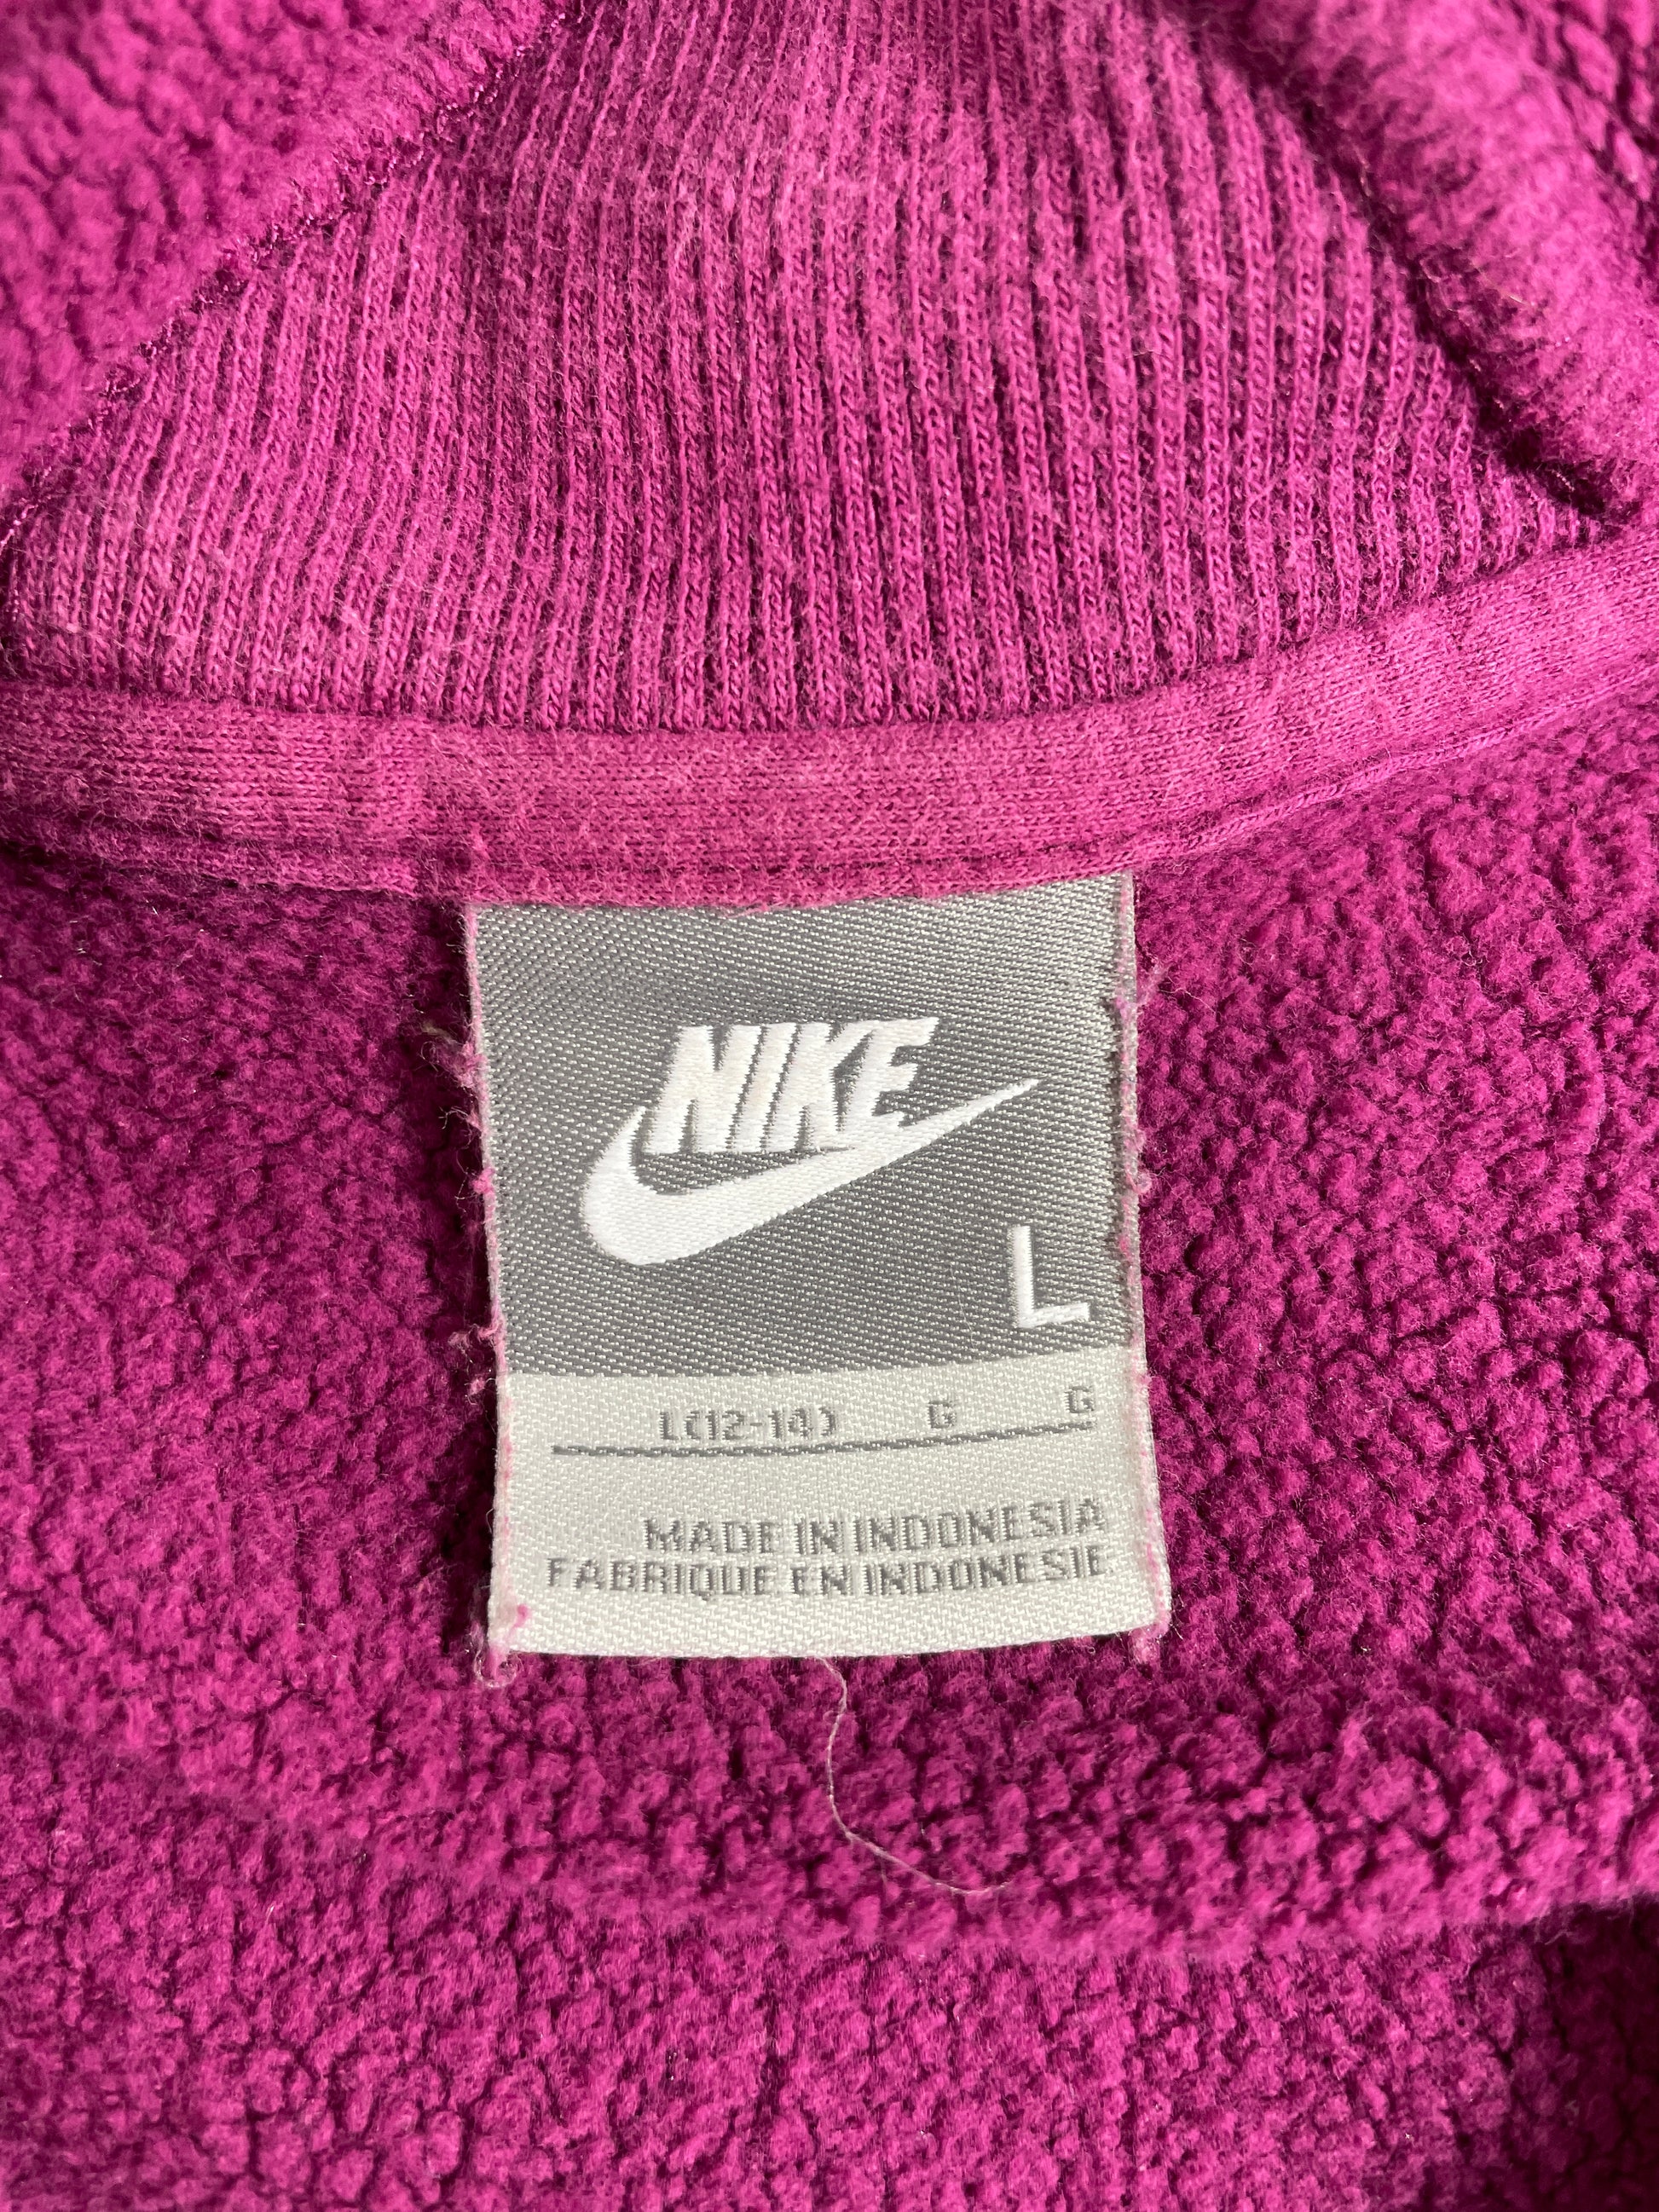 NIKE
L
L(12-14) G G
MADE IN INDONESIA
FABRIQUE EN INDONESIE